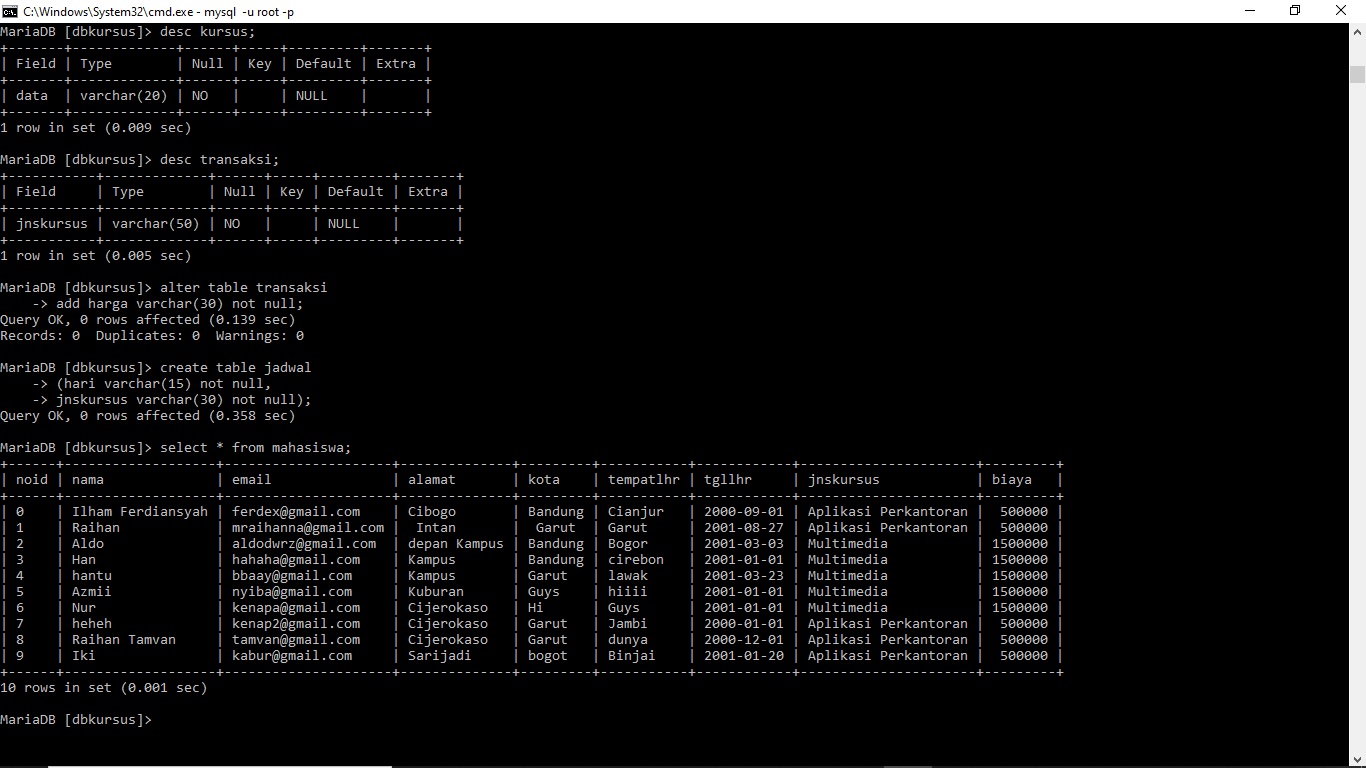 C:\Windows\System32\cmd.exe - mysql  -u root -p
MariaDB [dbkursus]> desc kursus;
+-------+-------------+------+-----+---------+-------+
| Field | Type        | Null | Key | Default | Extra |
+-------+-------------+------+-----+---------+-------+
| data  | varchar(20) | NO   |     | NULL    |       |
+-------+-------------+------+-----+---------+-------+
1 row in set (0.009 sec)
MariaDB [dbkursus]> desc transaksi;
+-----------+-------------+------+-----+---------+-------+
| Field     | Type        | Null | Key | Default | Extra |
+-----------+-------------+------+-----+---------+-------+
| jnskursus | varchar(50) | NO   |     | NULL    |       |
+-----------+-------------+------+-----+---------+-------+
1 row in set (0.005 sec)
MariaDB [dbkursus]> alter table transaksi
    -> add harga varchar(30) not null;
Query OK, 0 rows affected (0.139 sec)
Records: 0  Duplicates: 0  Warnings: 0
MariaDB [dbkursus]> create table jadwal
    -> (hari varchar(15) not null,
    -> jnskursus varchar(30) not null);
Query OK, 0 rows affected (0.358 sec)
MariaDB [dbkursus]> select * from mahasiswa;
+------+-------------------+---------------------+--------------+---------+-----------+------------+----------------------+---------+
| noid | nama              | email               | alamat       | kota    | tempatlhr | tgllhr     | jnskursus            | biaya   |
+------+-------------------+---------------------+--------------+---------+-----------+------------+----------------------+---------+
| 0    | Ilham Ferdiansyah | ferdex@gmail.com    | Cibogo       | Bandung | Cianjur   | 2000-09-01 | Aplikasi Perkantoran |  500000 |
| 1    | Raihan            | mraihanna@gmail.com |  Intan       |  Garut  | Garut     | 2001-08-27 | Aplikasi Perkantoran |  500000 |
| 2    | Aldo              | aldodwrz@gmail.com  | depan Kampus | Bandung | Bogor     | 2001-03-03 | Multimedia           | 1500000 |
| 3    | Han               | hahaha@gmail.com    | Kampus       | Bandung | cirebon   | 2001-01-01 | Multimedia           | 1500000 |
| 4    | hantu             | bbaay@gmail.com     | Kampus       | Garut   | lawak     | 2001-03-23 | Multimedia           | 1500000 |
| 5    | Azmii             | nyiba@gmail.com     | Kuburan      | Guys    | hiiii     | 2001-01-01 | Multimedia           | 1500000 |
| 6    | Nur               | kenapa@gmail.com    | Cijerokaso   | Hi      | Guys      | 2001-01-01 | Multimedia           | 1500000 |
| 7    | heheh             | kenap2@gmail.com    | Cijerokaso   | Garut   | Jambi     | 2000-01-01 | Aplikasi Perkantoran |  500000 |
| 8    | Raihan Tamvan     | tamvan@gmail.com    | Cijerokaso   | Garut   | dunya     | 2000-12-01 | Aplikasi Perkantoran |  500000 |
| 9    | Iki               | kabur@gmail.com     | Sarijadi     | bogot   | Binjai    | 2001-01-20 | Aplikasi Perkantoran |  500000 |
+------+-------------------+---------------------+--------------+---------+-----------+------------+----------------------+---------+
10 rows in set (0.001 sec)
MariaDB [dbkursus]>